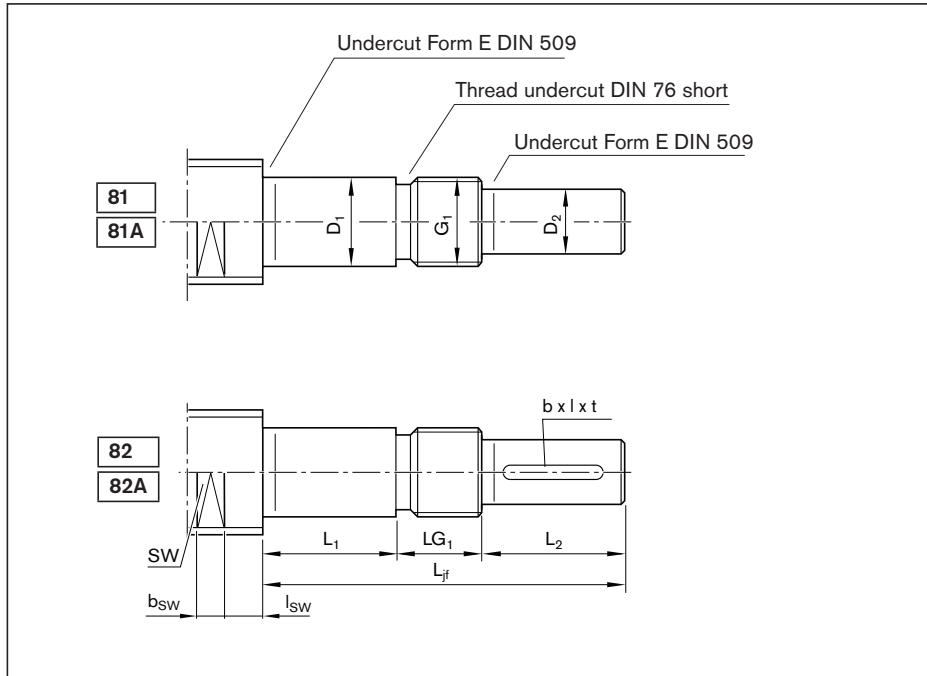 Undercut Form E DIN 509
Thread undercut DIN 76 short
Undercut Form E DIN 509
81
81A
D₁
G₁
D₂
b x l x t
82
82A
SW
L₁
LG₁
L₂
Ljf
bSW
lSW